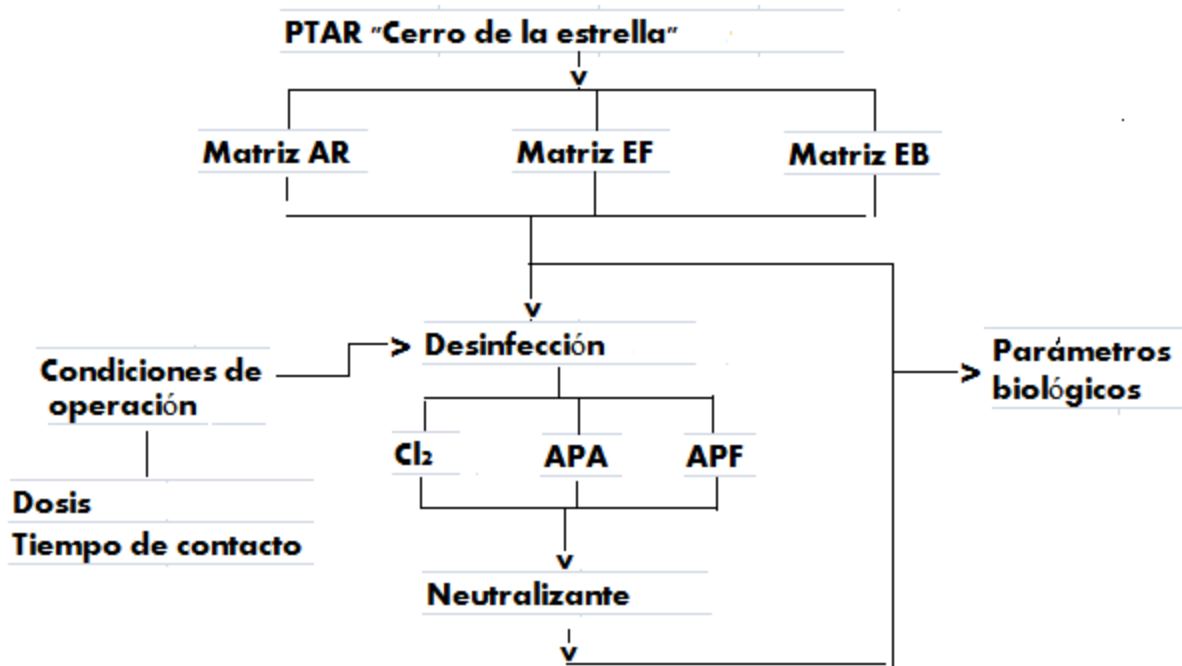 PTAR "Cerro de la estrella"
Matriz AR
Matriz EF
Matriz EB
Desinfección
Condiciones de
operación
Parámetros
biológicos
Cl₂
APA
APF
Dosis
Tiempo de contacto
Neutralizante